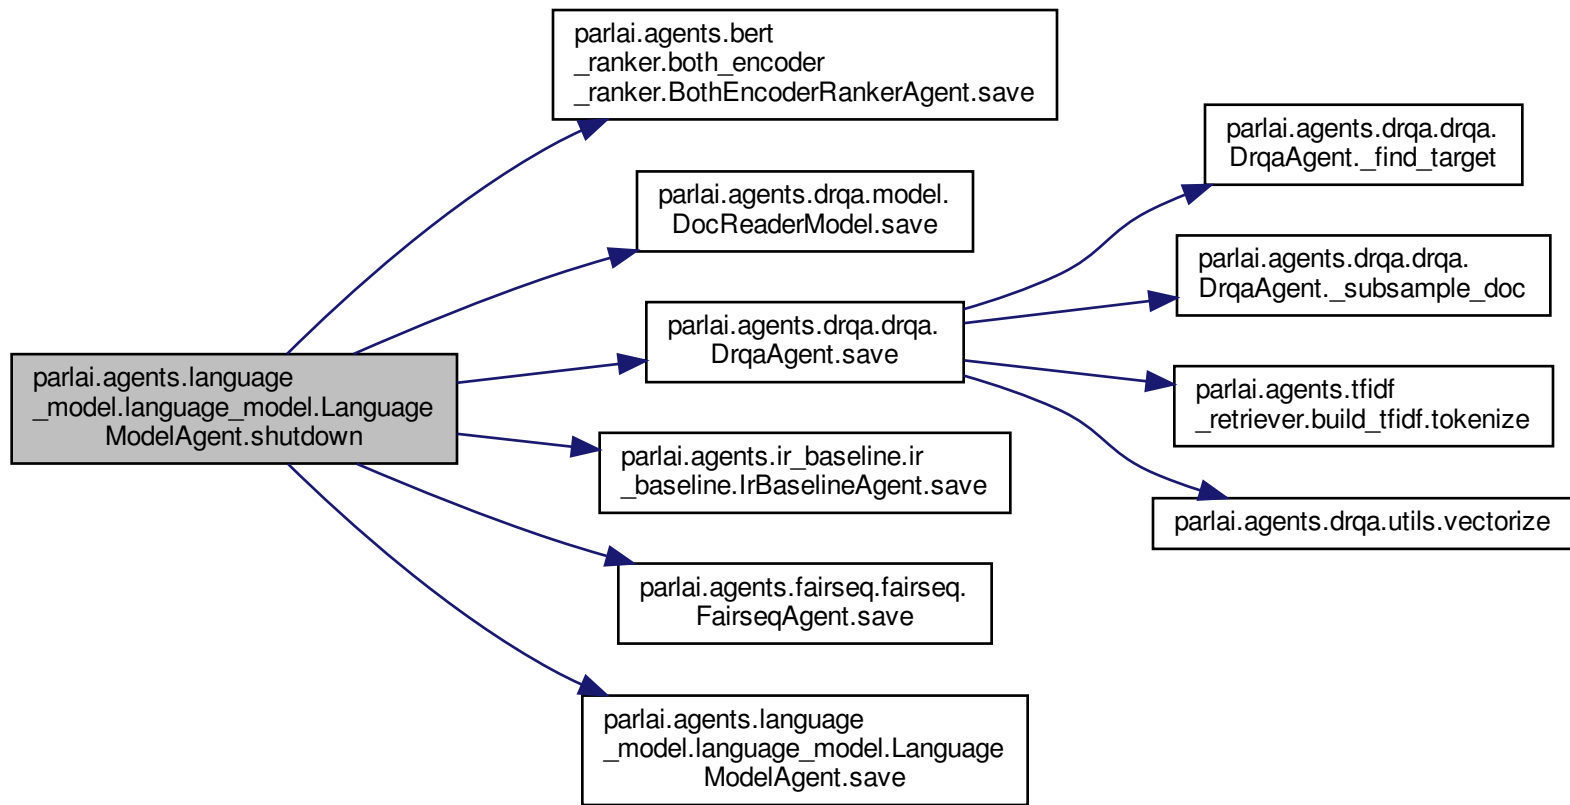 parlai.agents.language
_model.language_model.Language
ModelAgent.shutdown
parlai.agents.bert
_ranker.both_encoder
_ranker.BothEncoderRankerAgent.save
parlai.agents.drqa.model.
DocReaderModel.save
parlai.agents.drqa.drqa.
DrqaAgent.save
parlai.agents.ir_baseline.ir
_baseline.IrBaselineAgent.save
parlai.agents.fairseq.fairseq.
FairseqAgent.save
parlai.agents.language
_model.language_model.Language
ModelAgent.save
parlai.agents.drqa.drqa.
DrqaAgent._find_target
parlai.agents.drqa.drqa.
DrqaAgent._subsample_doc
parlai.agents.tfidf
_retriever.build_tfidf.tokenize
parlai.agents.drqa.utils.vectorize